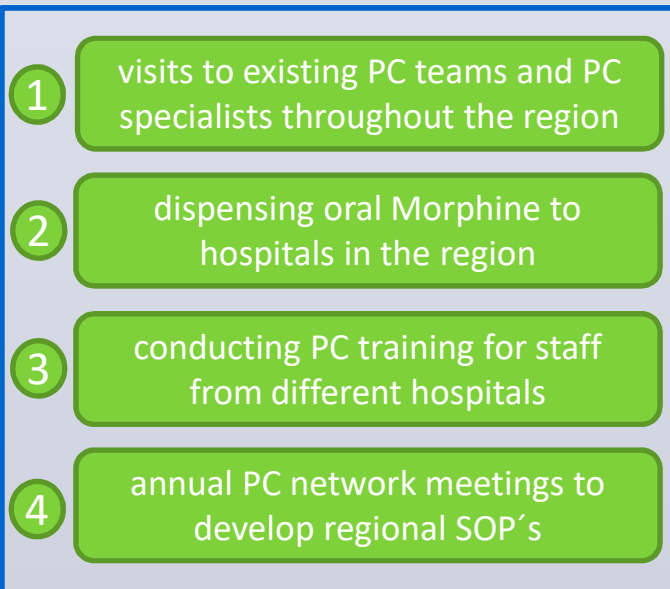 1
visits to existing PC teams and PC
specialists throughout the region
2
dispensing oral Morphine to
hospitals in the region
3
conducting PC training for staff
from different hospitals
4
annual PC network meetings to
develop regional SOP´s